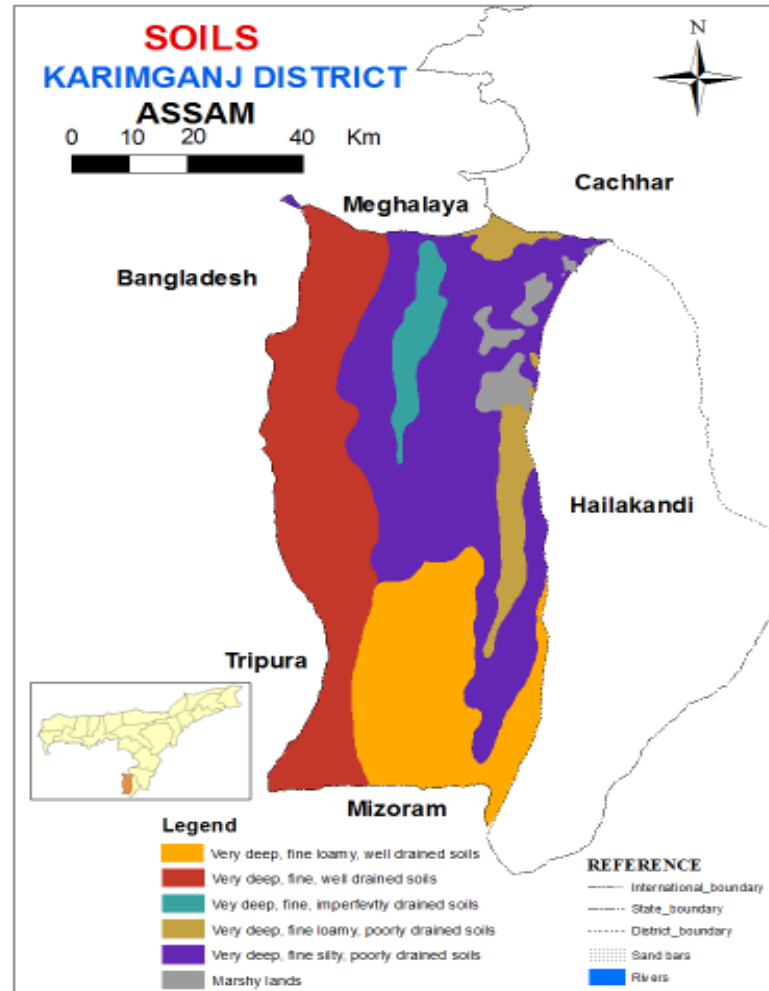 SOILS
KARIMGANJ DISTRICT
ASSAM
0 10 20 40 Km
N
Cachhar
Meghalaya
Bangladesh
Hailakandi
Tripura
Mizoram
Legend
Very deep, fine loamy, well drained soils
Very deep, fine, well drained soils
Vey deep, fine, imperfevtly drained soils
Very deep, fine loamy, poorly drained soils
Very deep, fine silty, poorly drained soils
Marshy lands
REFERENCE
International_boundary
State_boundary
District_boundary
Sand bars
Rivers